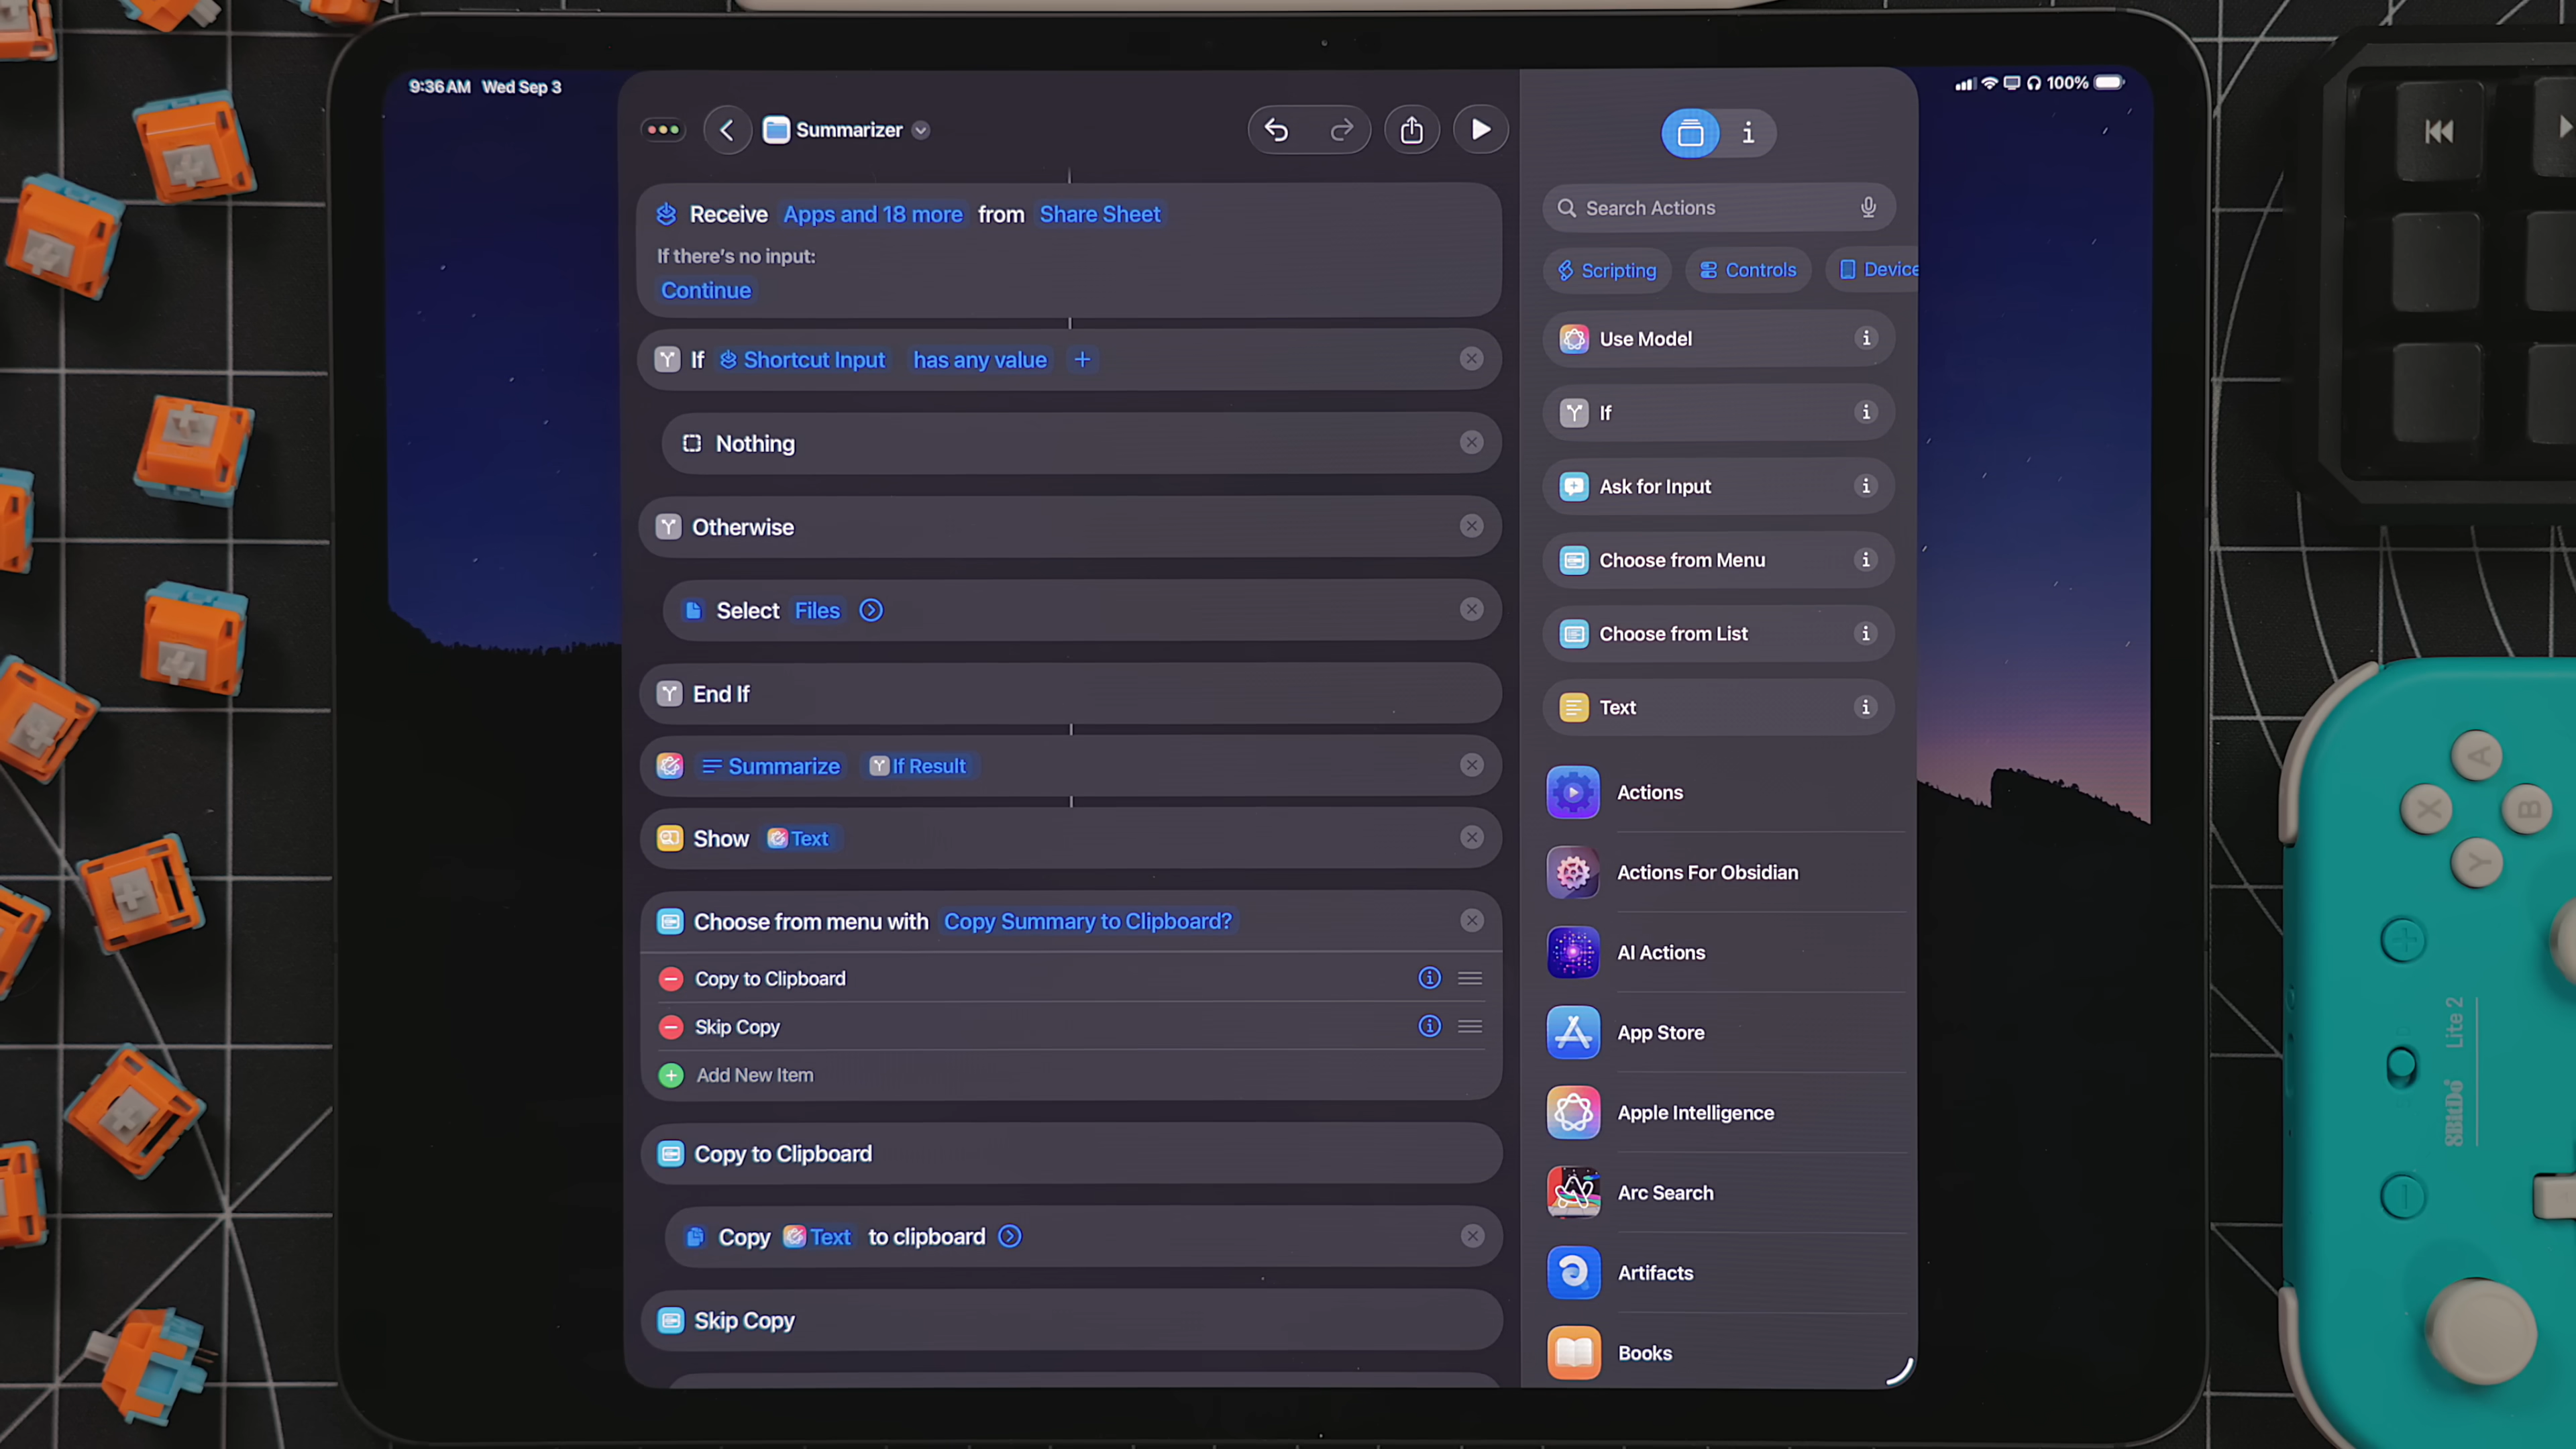 9:36 AM Wed Sep 3
100%
Summarizer
Receive Apps and 18 more from Share Sheet
If there's no input:
Continue
If Shortcut Input has any value +
Nothing
Otherwise
Select Files
End If
Summarize If Result
Show Text
Choose from menu with Copy Summary to Clipboard?
Copy to Clipboard
Skip Copy
Add New Item
Copy to Clipboard
Copy Text to clipboard
Skip Copy
Search Actions
Scripting
Controls
Device
Use Model
If
Ask for Input
Choose from Menu
Choose from List
Text
Actions
Actions For Obsidian
AI Actions
App Store
Apple Intelligence
Arc Search
Artifacts
Books
A
X
B
Y
8BitDo Lite 2